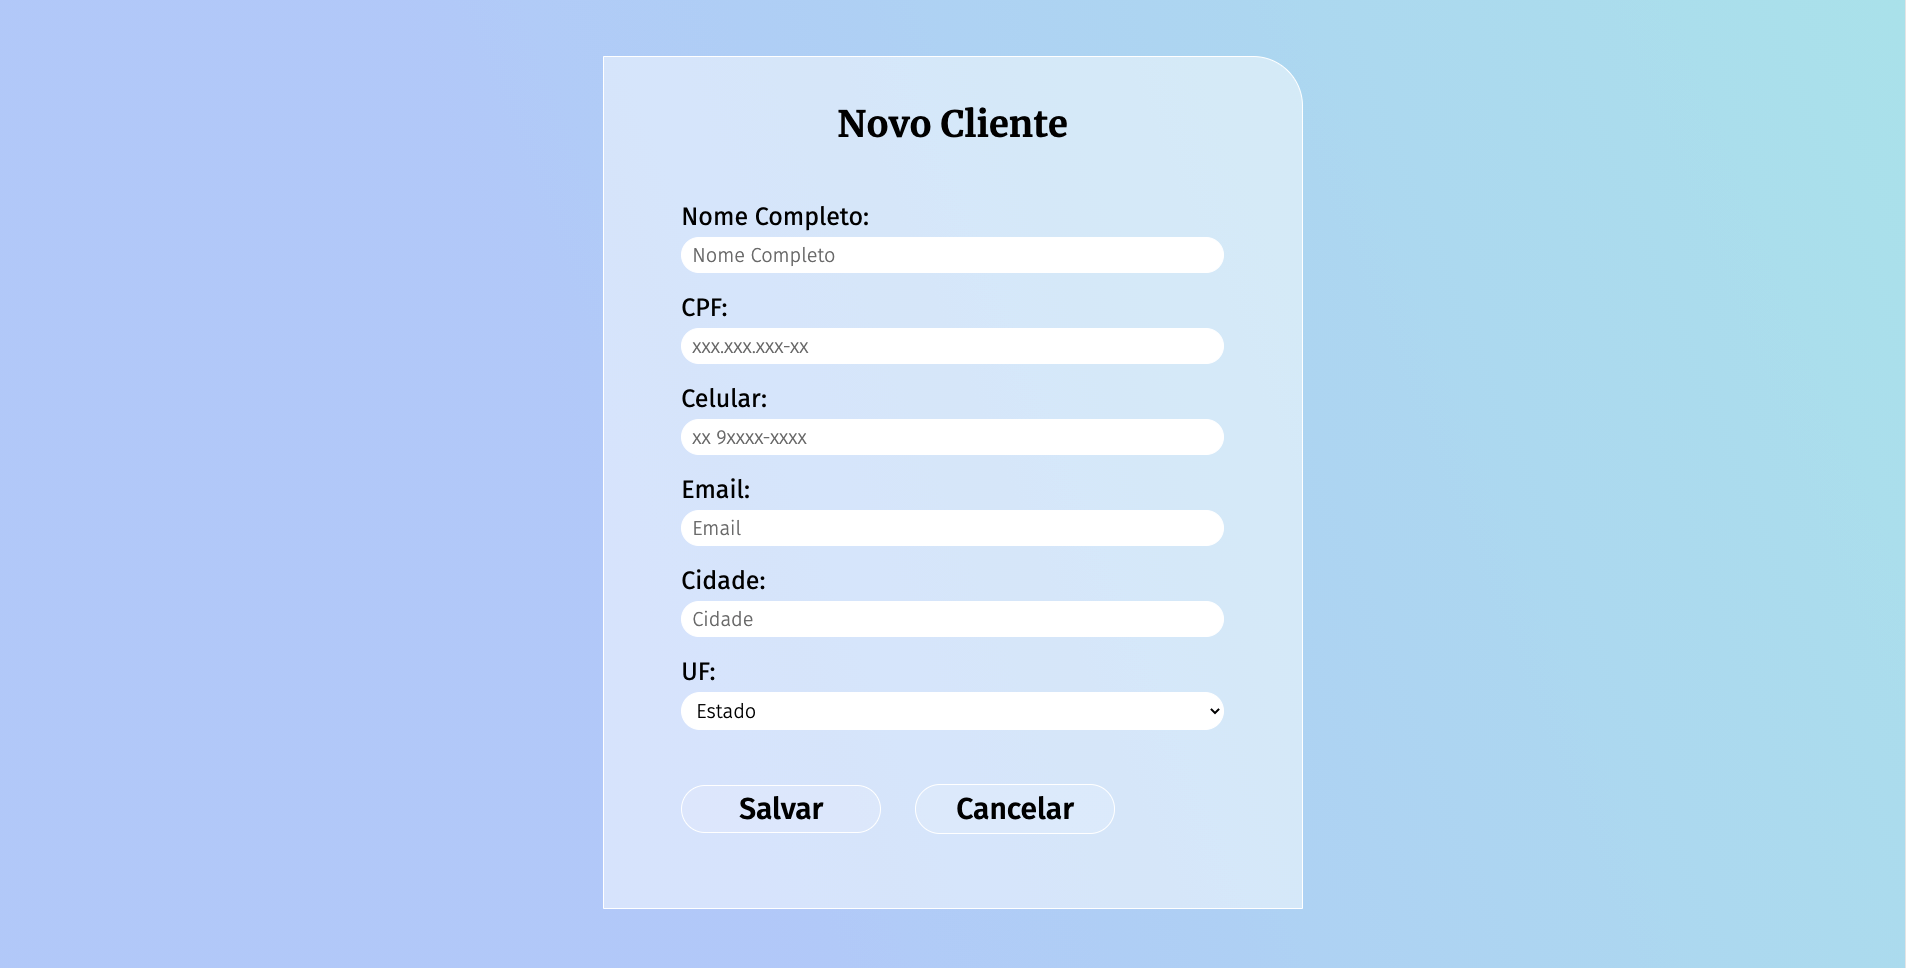 Novo Cliente
Nome Completo:
Nome Completo
CPF:
xxx.xxx.xxx-xx
Celular:
xx 9xxxx-xxxx
Email:
Email
Cidade:
Cidade
UF:
Estado
Salvar Cancelar